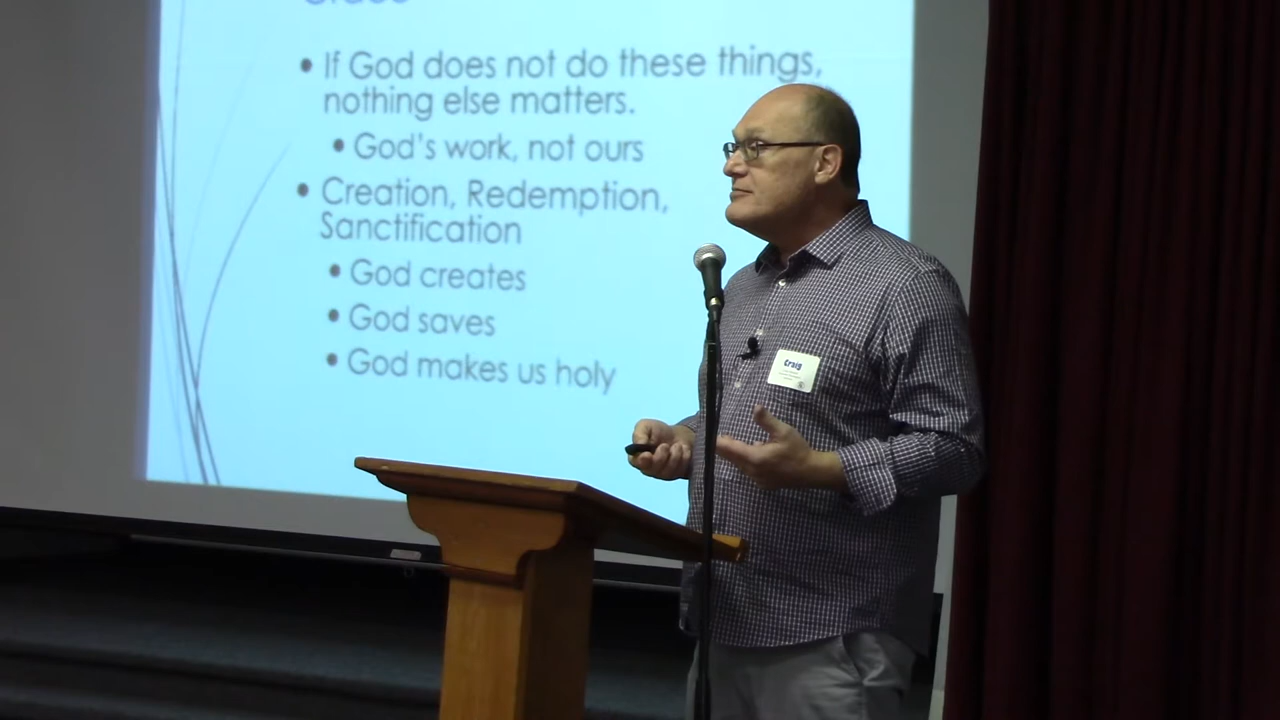 If God does not do these things,
nothing else matters.
God's work, not ours
Creation, Redemption,
Sanctification
God creates
God saves
God makes us holy
Craig